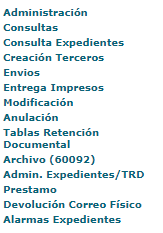 Administración
Consultas
Consulta Expedientes
Creación Terceros
Envios
Entrega Impresos
Modificación
Anulación
Tablas Retención
Documental
Archivo (60092)
Admin. Expedientes/TRD
Prestamo
Devolución Correo Físico
Alarmas Expedientes